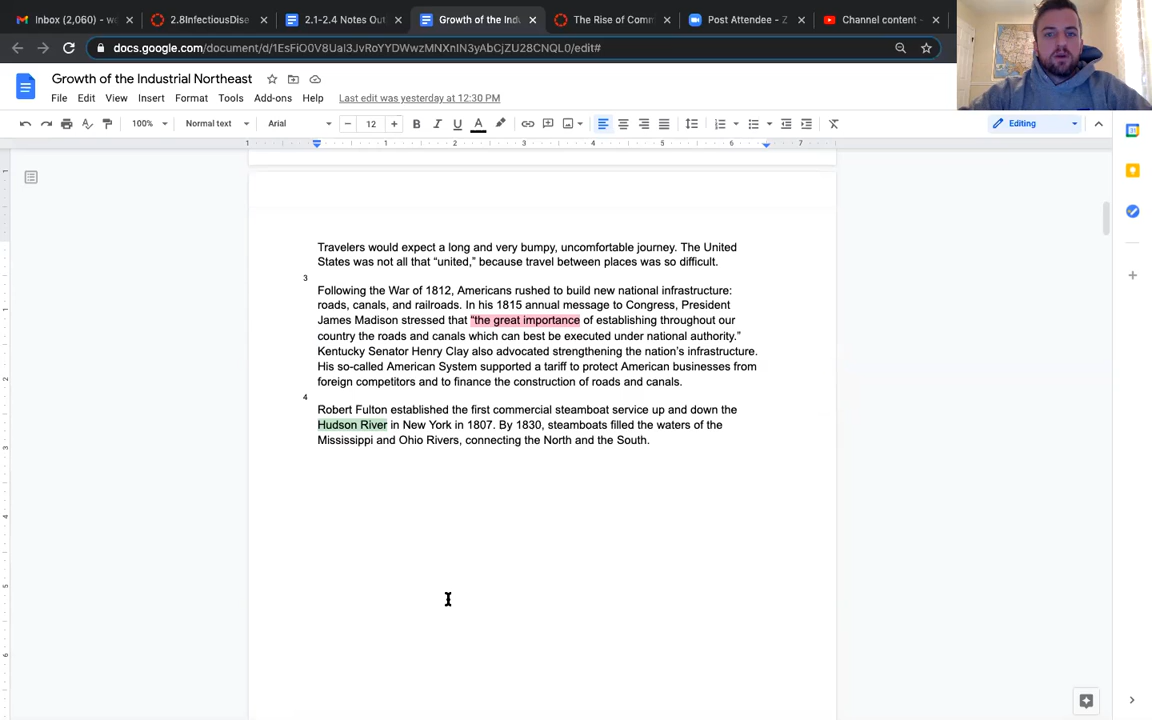 Inbox (2,060) - we
2.8InfectiousDise
2.1-2.4 Notes Out
Growth of the Indu
The Rise of Comm
Post Attendee - Z
Channel content -
docs.google.com/document/d/1EsFiO0V8UaI3JvRoYYDWwzMNXnIN3yAbCjZU28CNQL0/edit#
Growth of the Industrial Northeast
File Edit View Insert Format Tools Add-ons Help Last edit was yesterday at 12:30 PM
100% Normal text Arial 12 B I U A Editing
1 1 2 3 4 5 6 7
Travelers would expect a long and very bumpy, uncomfortable journey. The United
States was not all that “united,” because travel between places was so difficult.
3
Following the War of 1812, Americans rushed to build new national infrastructure:
roads, canals, and railroads. In his 1815 annual message to Congress, President
James Madison stressed that “the great importance of establishing throughout our
country the roads and canals which can best be executed under national authority.”
Kentucky Senator Henry Clay also advocated strengthening the nation’s infrastructure.
His so-called American System supported a tariff to protect American businesses from
foreign competitors and to finance the construction of roads and canals.
4
Robert Fulton established the first commercial steamboat service up and down the
Hudson River in New York in 1807. By 1830, steamboats filled the waters of the
Mississippi and Ohio Rivers, connecting the North and the South.